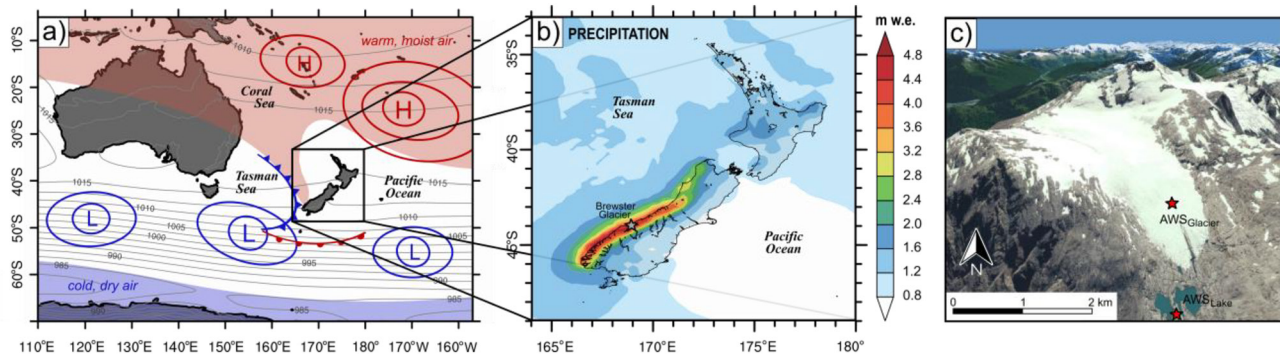 a)
10°S
20°S
30°S
40°S
50°S
60°S
110°E
120°E
130°E
140°E
150°E
160°E
170°E
180°
170°W
160°W
warm, moist air
1010
H
H
Coral
Sea
1015
1015
Tasman
Sea
Pacific
Ocean
1015
1015
1010
1010
1005
1005
1000
995
990
985
985
985
990
L
L
L
cold, dry air
b)
PRECIPITATION
35°S
40°S
45°S
165°E
170°E
175°E
180°
Tasman
Sea
Brewster
Glacier
Pacific
Ocean
m w.e.
4.8
4.4
4.0
3.6
3.2
2.8
2.4
2.0
1.6
1.2
0.8
c)
AWSGlacier
AWSLake
N
0
1
2 km